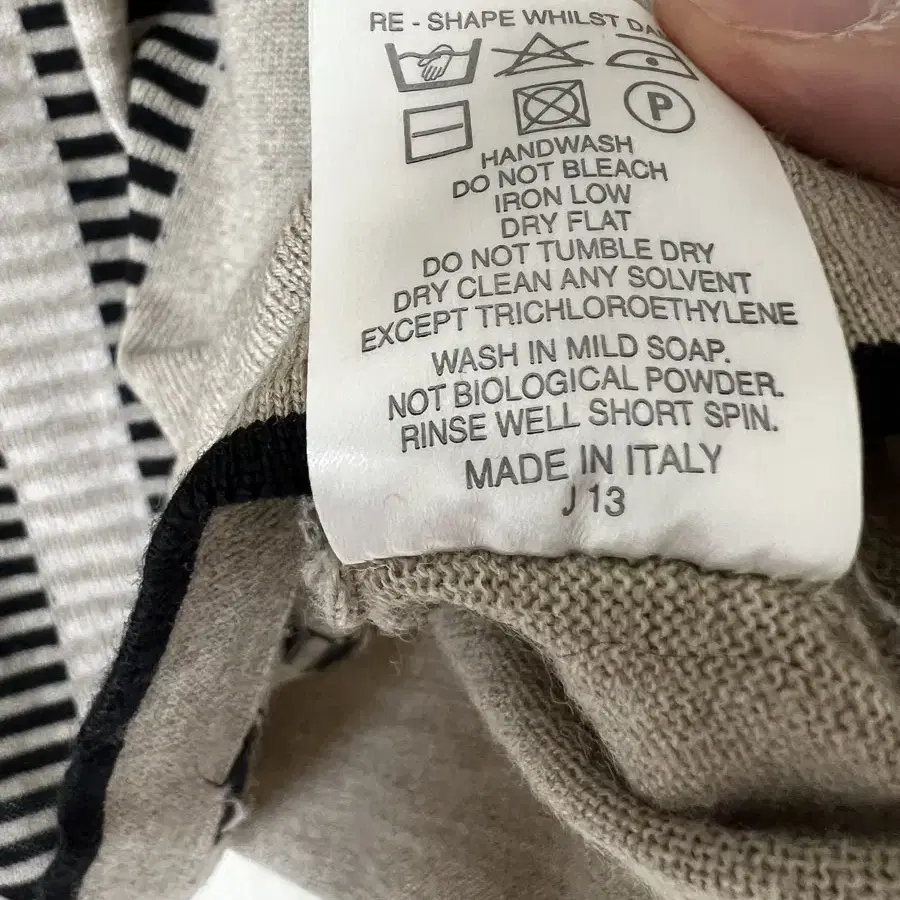 RE - SHAPE WHILST
P
HANDWASH
DO NOT BLEACH
IRON LOW
DRY FLAT
DO NOT TUMBLE DRY
DRY CLEAN ANY SOLVENT
EXCEPT TRICHLOROETHYLENE
WASH IN MILD SOAP.
NOT BIOLOGICAL POWDER.
RINSE WELL SHORT SPIN.
MADE IN ITALY
J 13